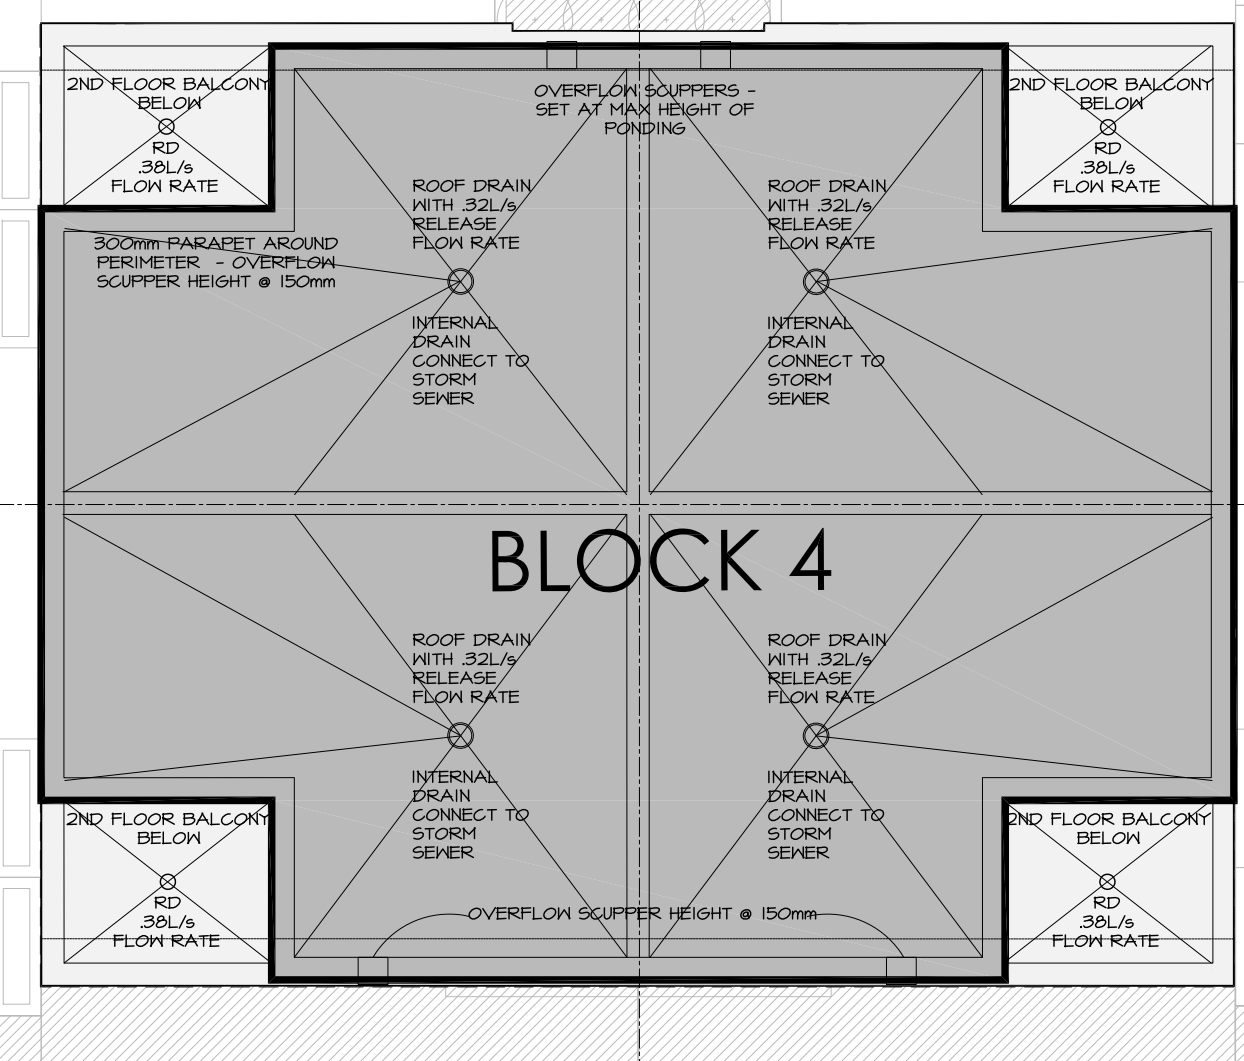 2ND FLOOR BALCONY
BELOW
RD
.38L/s
FLOW RATE
OVERFLOW SCUPPERS -
SET AT MAX HEIGHT OF
PONDING
2ND FLOOR BALCONY
BELOW
RD
.38L/s
FLOW RATE
300mm PARAPET AROUND
PERIMETER - OVERFLOW
SCUPPER HEIGHT @ 150mm
ROOF DRAIN
WITH .32L/s
RELEASE
FLOW RATE
INTERNAL
DRAIN
CONNECT TO
STORM
SEWER
ROOF DRAIN
WITH .32L/s
RELEASE
FLOW RATE
INTERNAL
DRAIN
CONNECT TO
STORM
SEWER
BLOCK 4
ROOF DRAIN
WITH .32L/s
RELEASE
FLOW RATE
INTERNAL
DRAIN
CONNECT TO
STORM
SEWER
ROOF DRAIN
WITH .32L/s
RELEASE
FLOW RATE
INTERNAL
DRAIN
CONNECT TO
STORM
SEWER
2ND FLOOR BALCONY
BELOW
RD
.38L/s
FLOW RATE
OVERFLOW SCUPPER HEIGHT @ 150mm
2ND FLOOR BALCONY
BELOW
RD
.38L/s
FLOW RATE